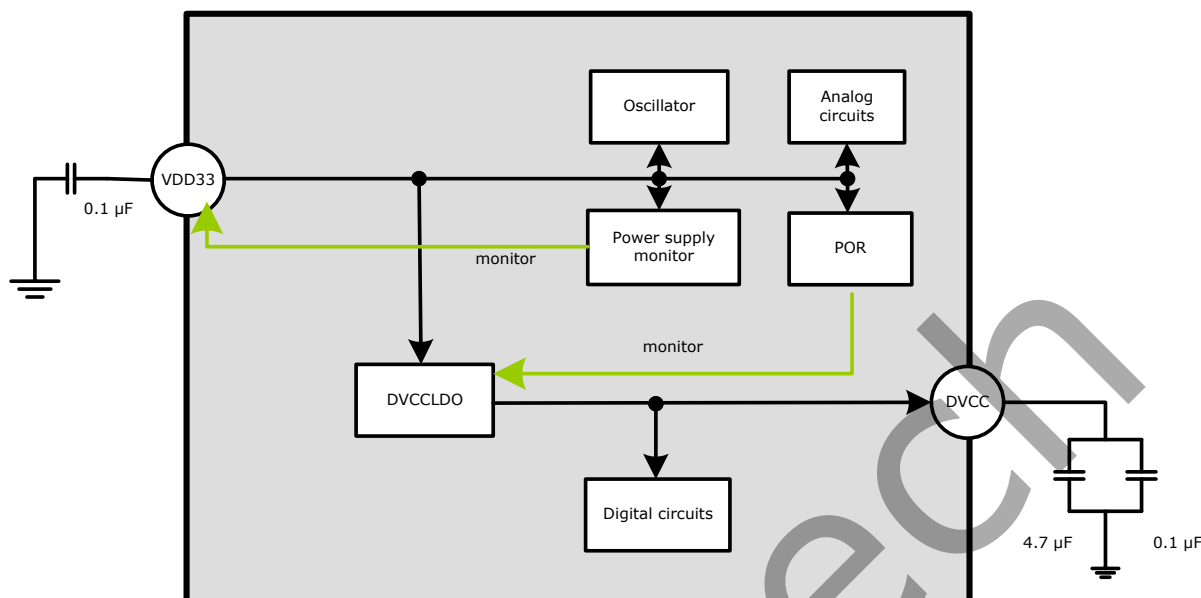 Oscillator
Analog
circuits
VDD33
0.1 µF
Power supply
monitor
POR
monitor
monitor
DVCCLDO
DVCC
Digital circuits
4.7 µF
0.1 µF
ech